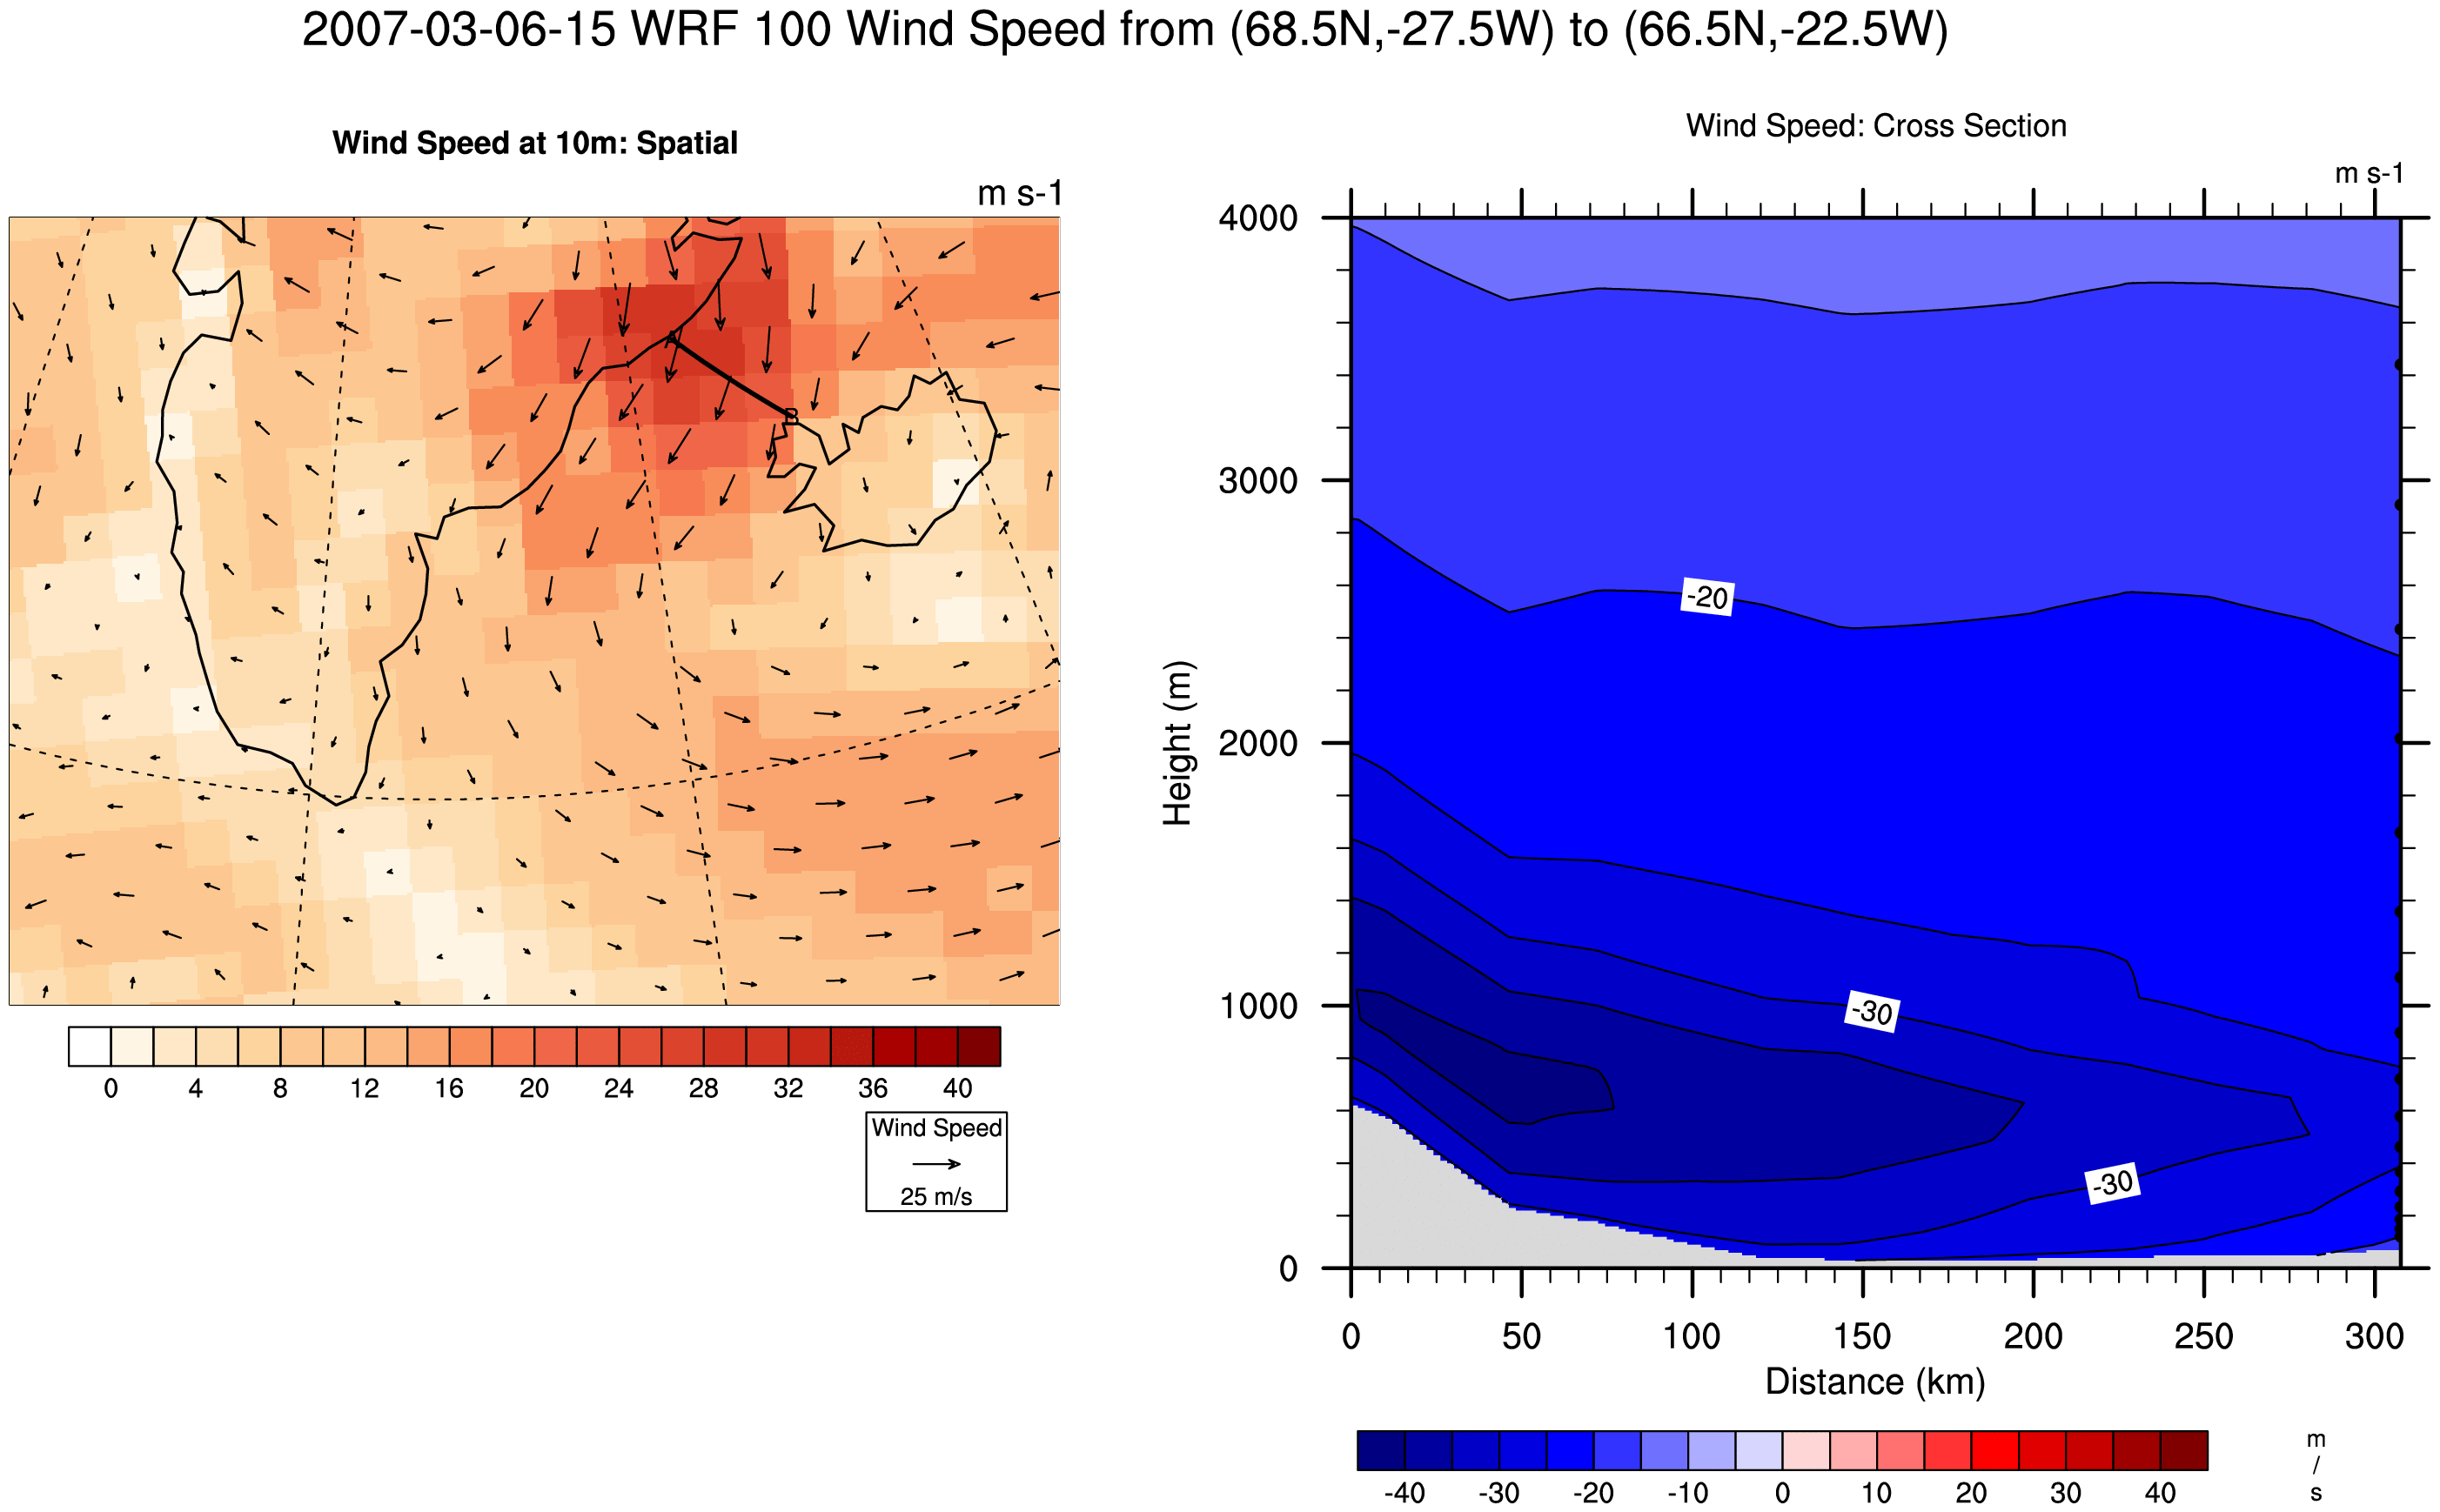 2007-03-06-15 WRF 100 Wind Speed from (68.5N,-27.5W) to (66.5N,-22.5W)
Wind Speed at 10m: Spatial
m s-1
A
B
0 4 8 12 16 20 24 28 32 36 40
Wind Speed
25 m/s
Wind Speed: Cross Section
m s-1
4000
3000
2000
1000
0
Height (m)
-20
-30
-30
0 50 100 150 200 250 300
Distance (km)
-40 -30 -20 -10 0 10 20 30 40
m
/
s